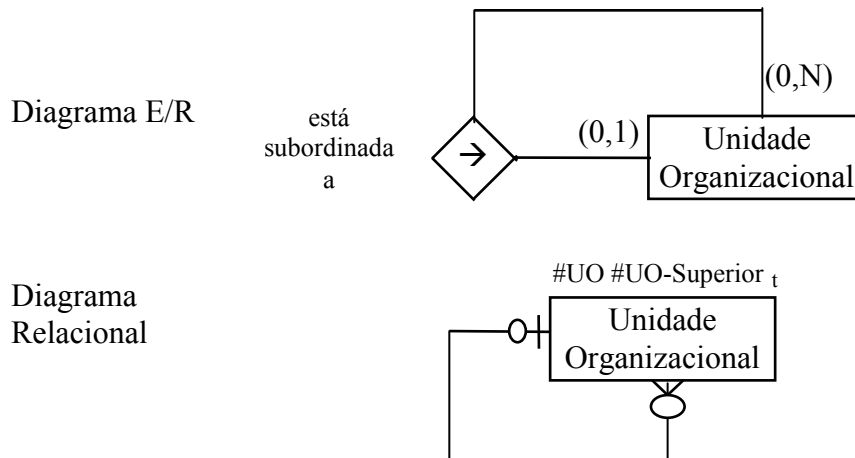 (0,N)
Diagrama E/R
está
subordinada
a
→
(0,1)
Unidade
Organizacional
#UO #UO-Superior t
Diagrama
Relacional
Unidade
Organizacional